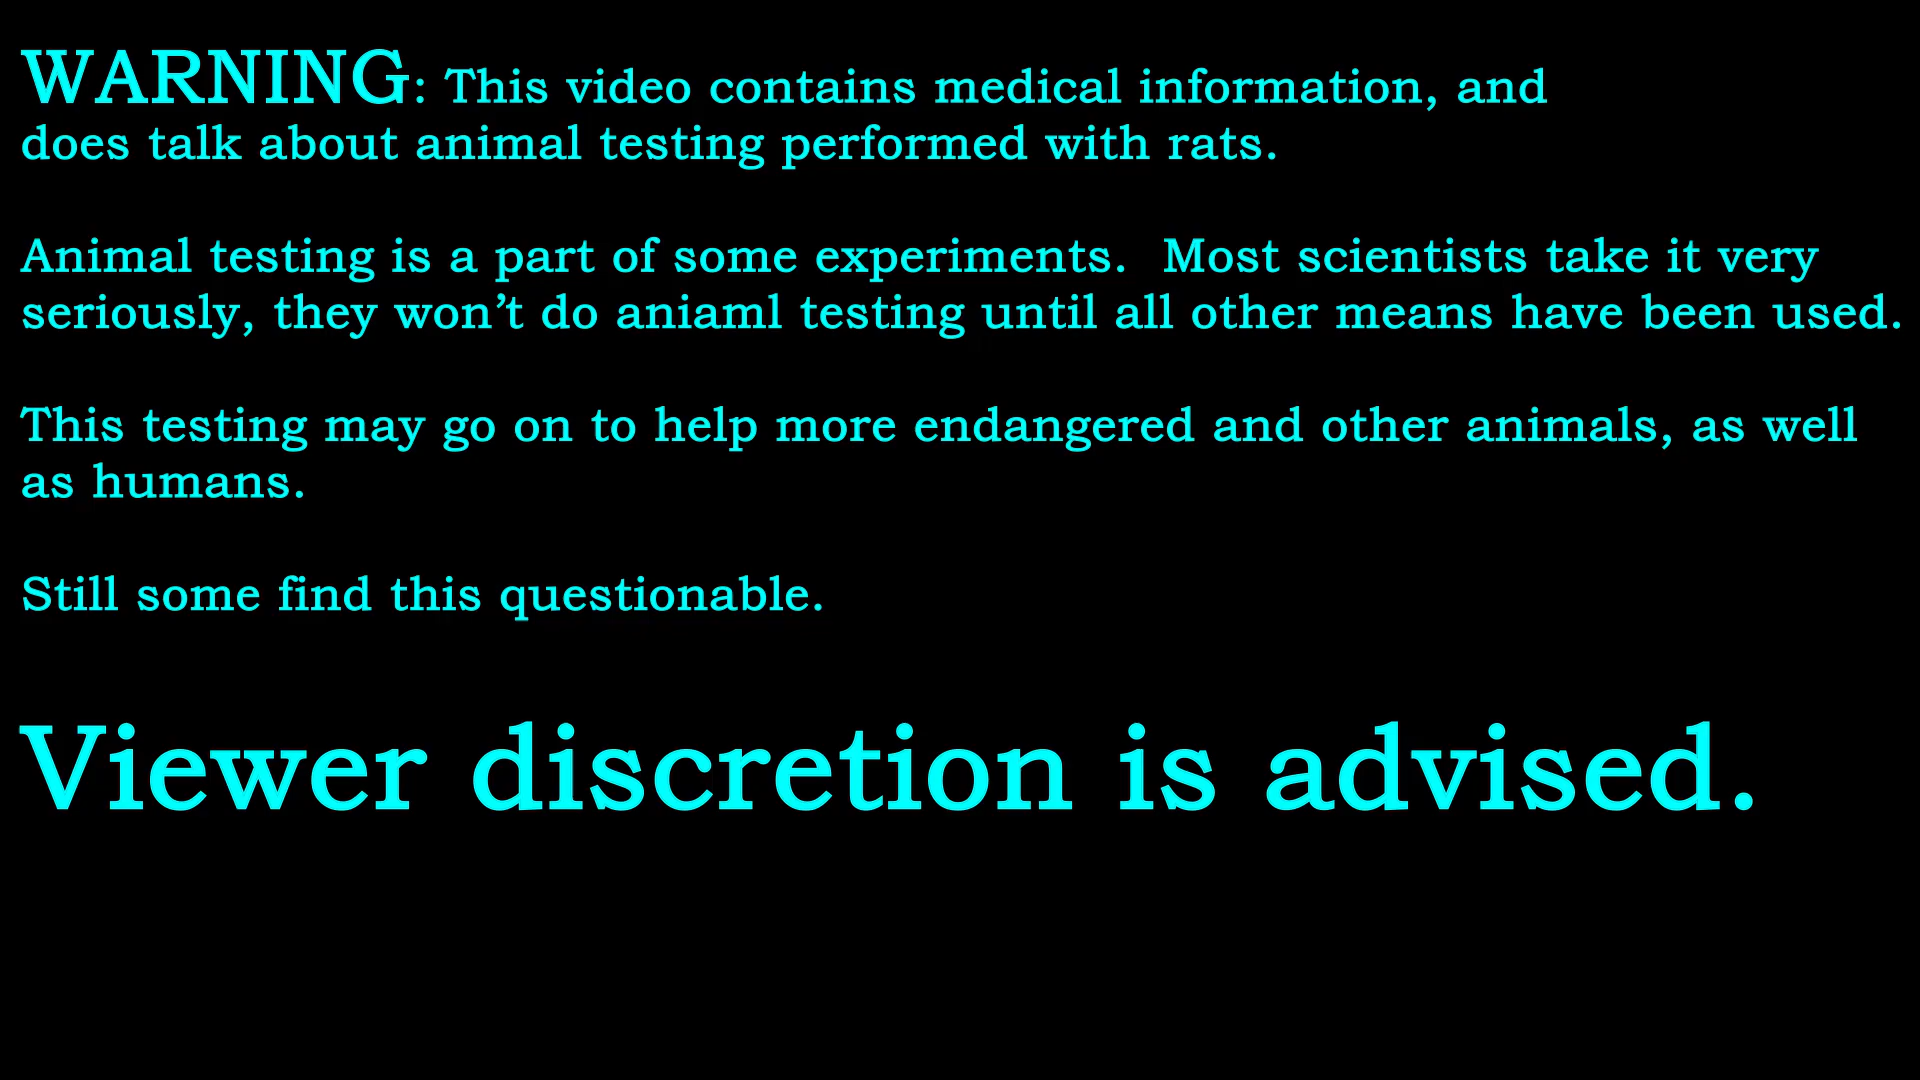 WARNING: This video contains medical information, and
does talk about animal testing performed with rats.
Animal testing is a part of some experiments.  Most scientists take it very
seriously, they won’t do aniaml testing until all other means have been used.
This testing may go on to help more endangered and other animals, as well
as humans.
Still some find this questionable.
Viewer discretion is advised.